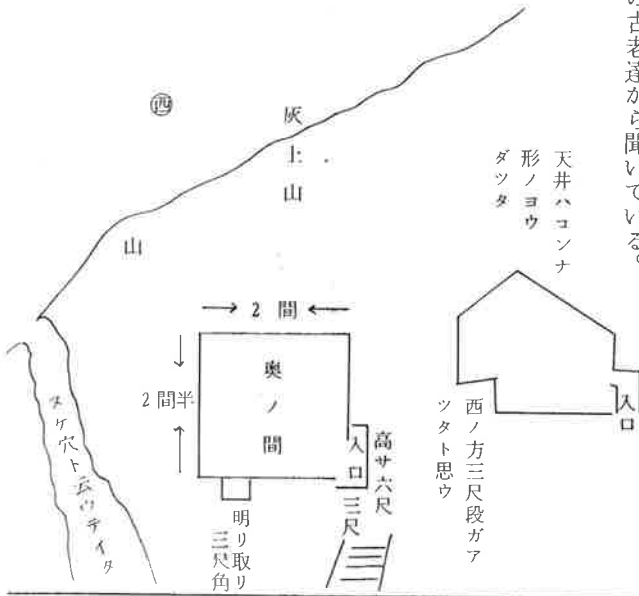 の古老達から聞いている。
天井ハコンナ
形ノヨウ
ダツタ
西
灰土山
山
2間
2間半
奥ノ間
入口
高サ六尺
三尺
明リ取リ
三尺角
ヌケ穴ト云ウテイタ
入口
西ノ方三尺段ガア
ツタト思ウ